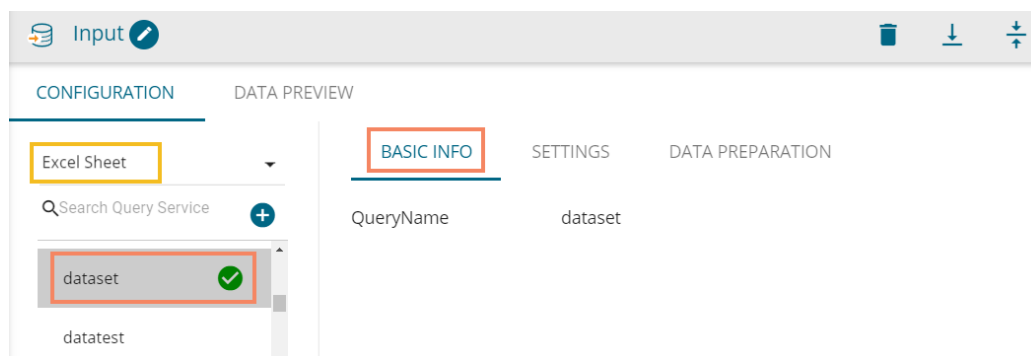 Input
CONFIGURATION DATA PREVIEW
Excel Sheet
Search Query Service
dataset
datatest
BASIC INFO SETTINGS DATA PREPARATION
QueryName dataset